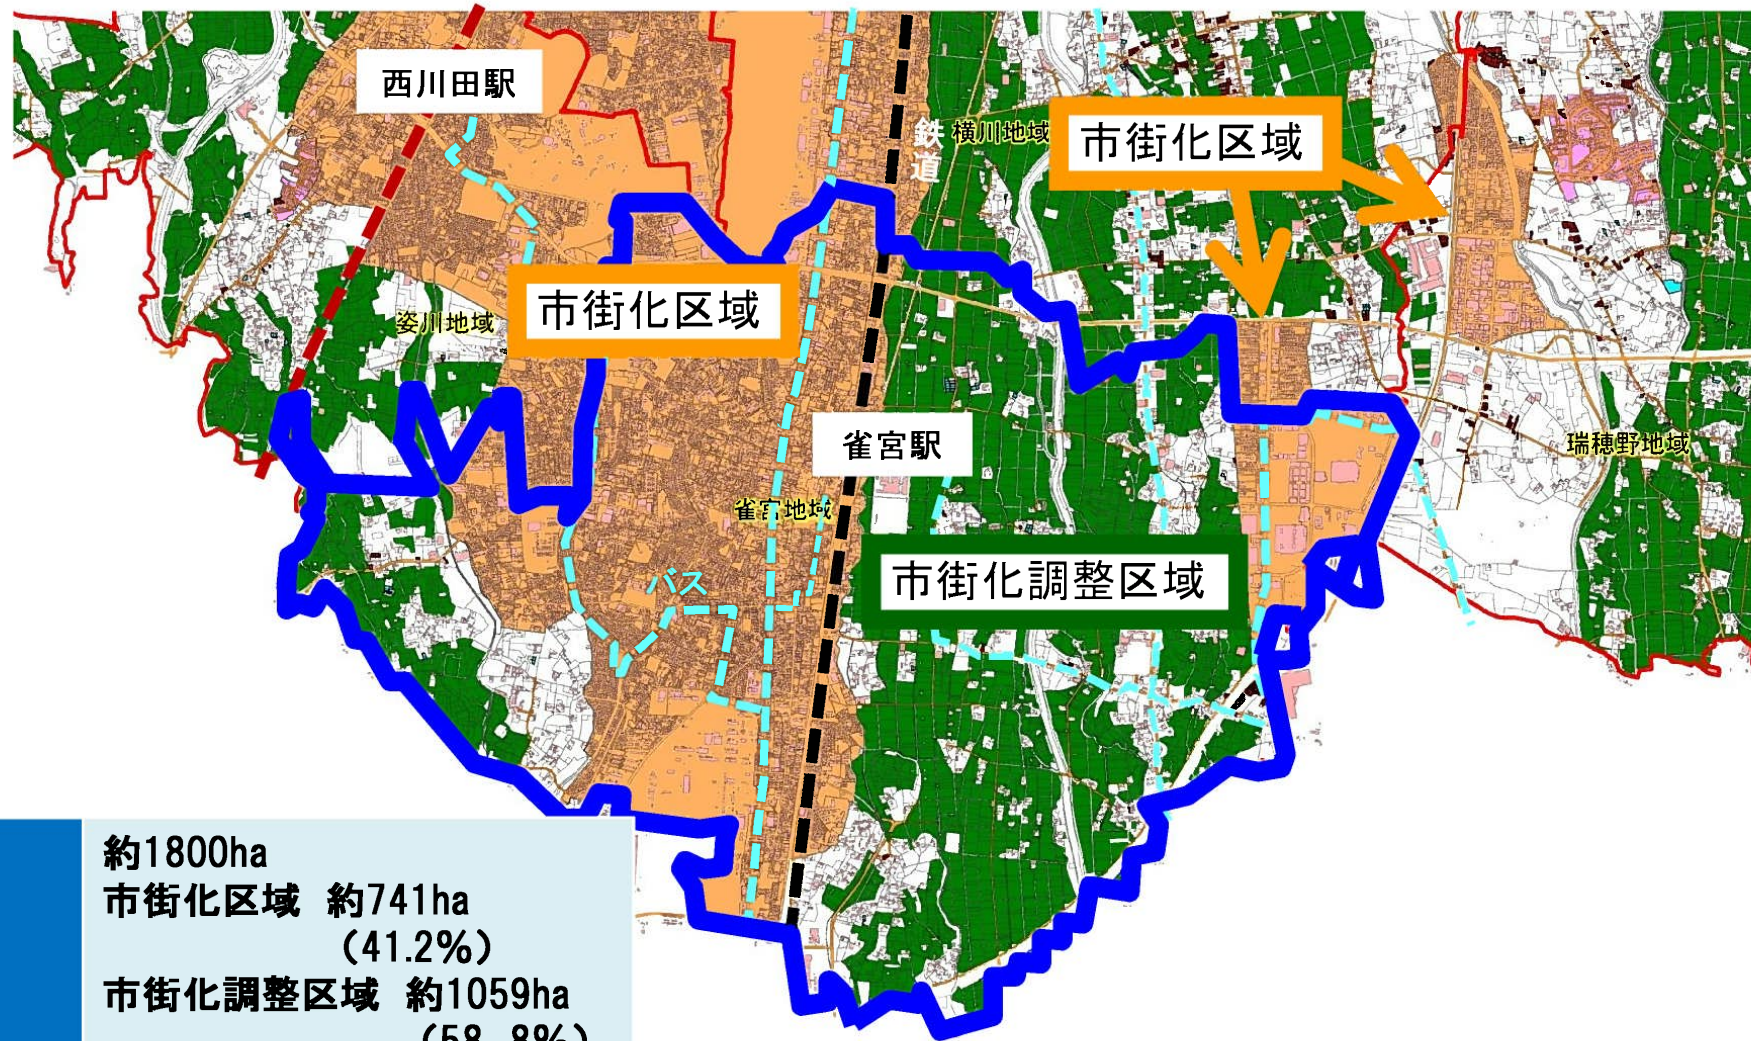 西川田駅
鉄道
横川地域
市街化区域
市街化区域
姿川地域
雀宮駅
瑞穂野地域
雀宮地域
バス
市街化調整区域
約1800ha
市街化区域 約741ha
(41.2%)
市街化調整区域 約1059ha
(58.8%)